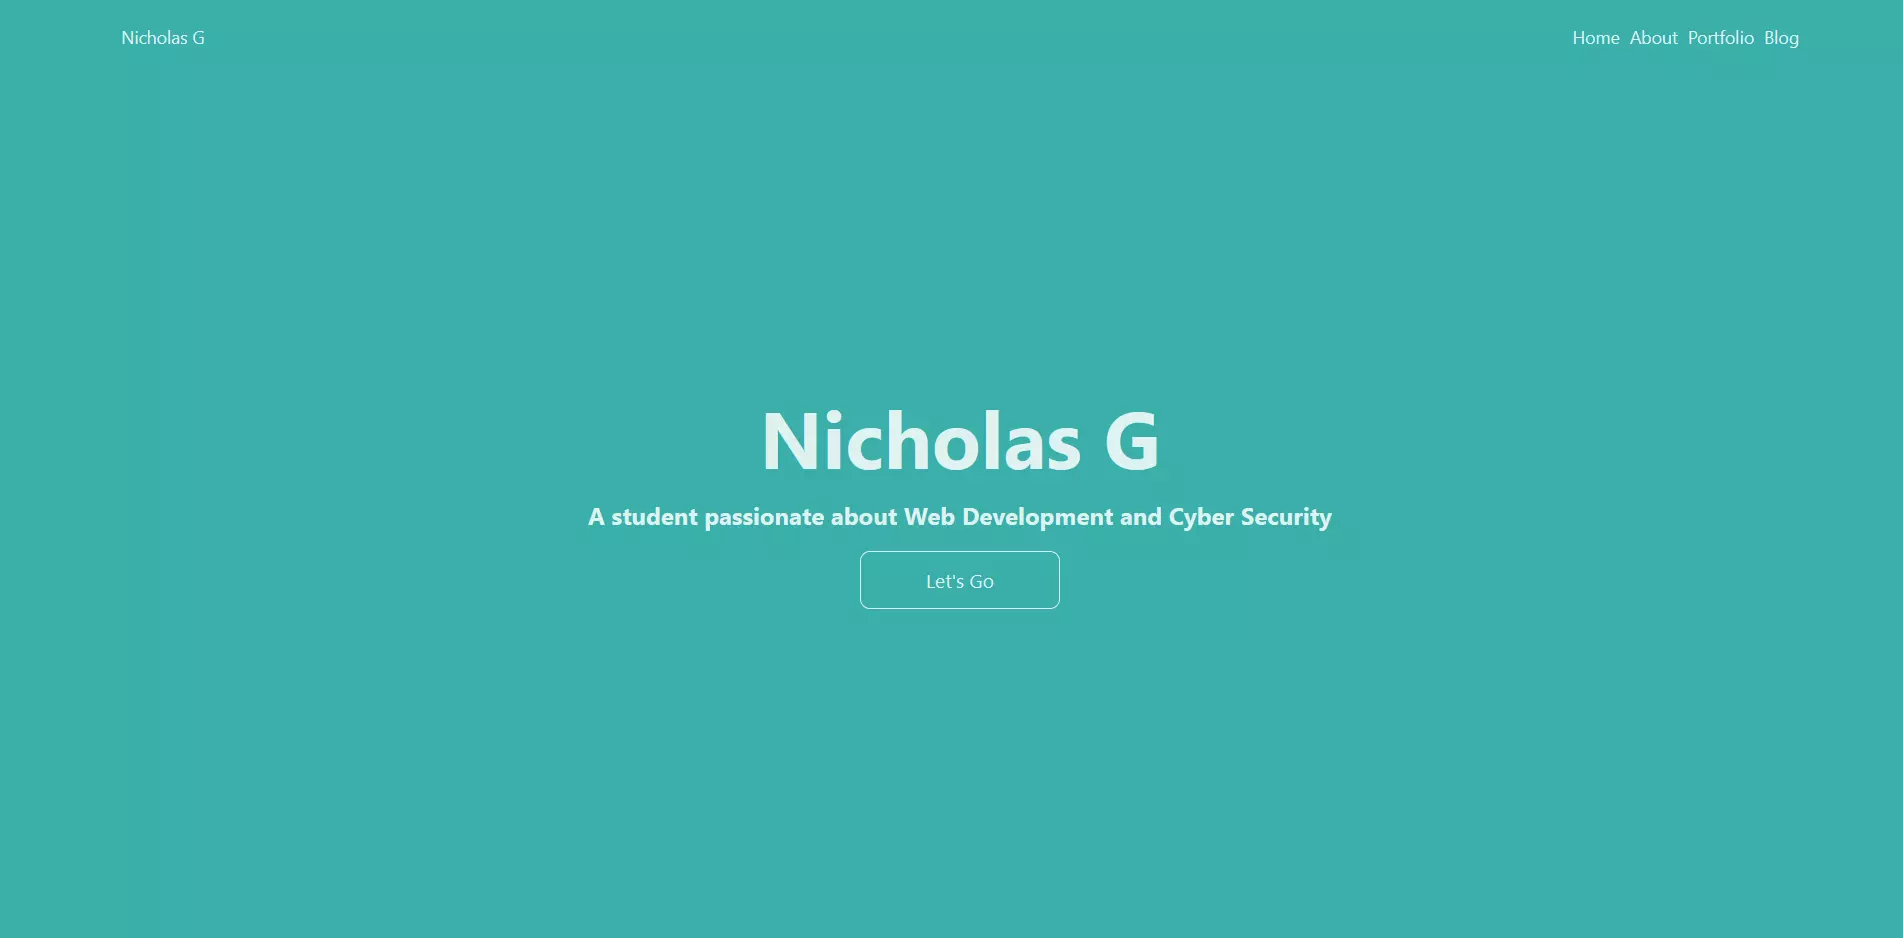 Nicholas G
Home About Portfolio Blog
Nicholas G
A student passionate about Web Development and Cyber Security
Let's Go